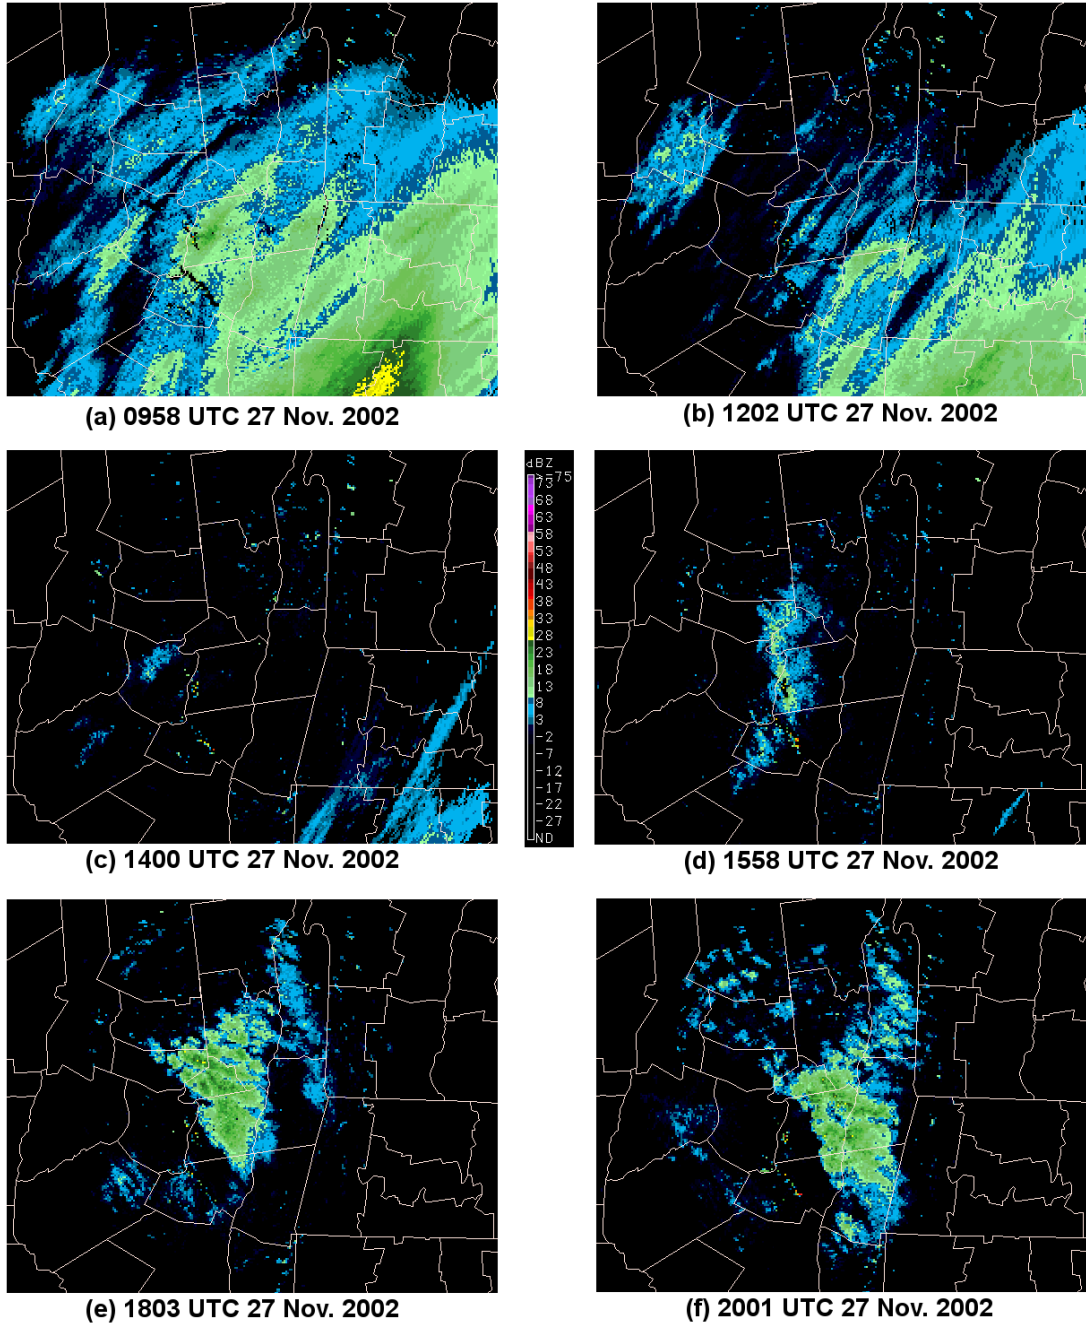 (a) 0958 UTC 27 Nov. 2002
(b) 1202 UTC 27 Nov. 2002
dBZ
>=75
73
68
63
58
53
48
43
38
33
28
23
18
13
8
3
-2
-7
-12
-17
-22
-27
ND
(c) 1400 UTC 27 Nov. 2002
(d) 1558 UTC 27 Nov. 2002
(e) 1803 UTC 27 Nov. 2002
(f) 2001 UTC 27 Nov. 2002